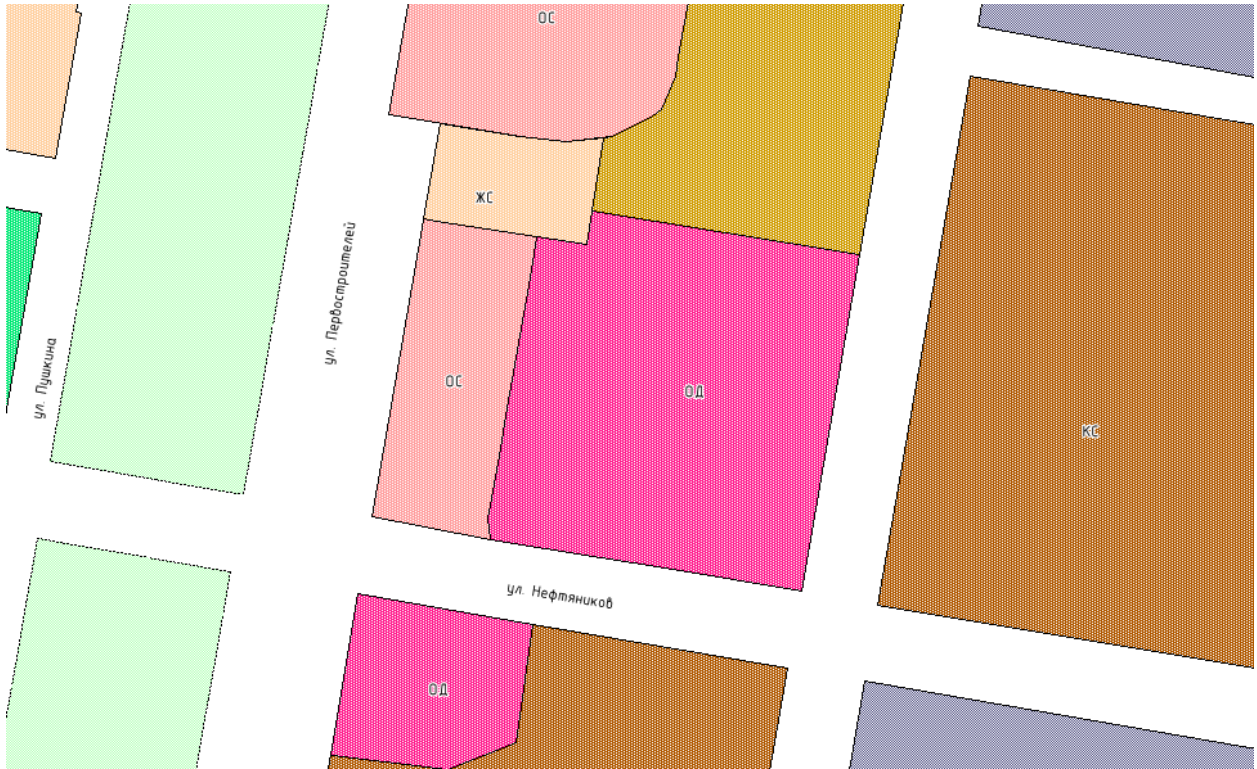 ОС
ЖС
ул. Первостроителей
ул. Пушкина
ОС
ОД
КС
ул. Нефтяников
ОД